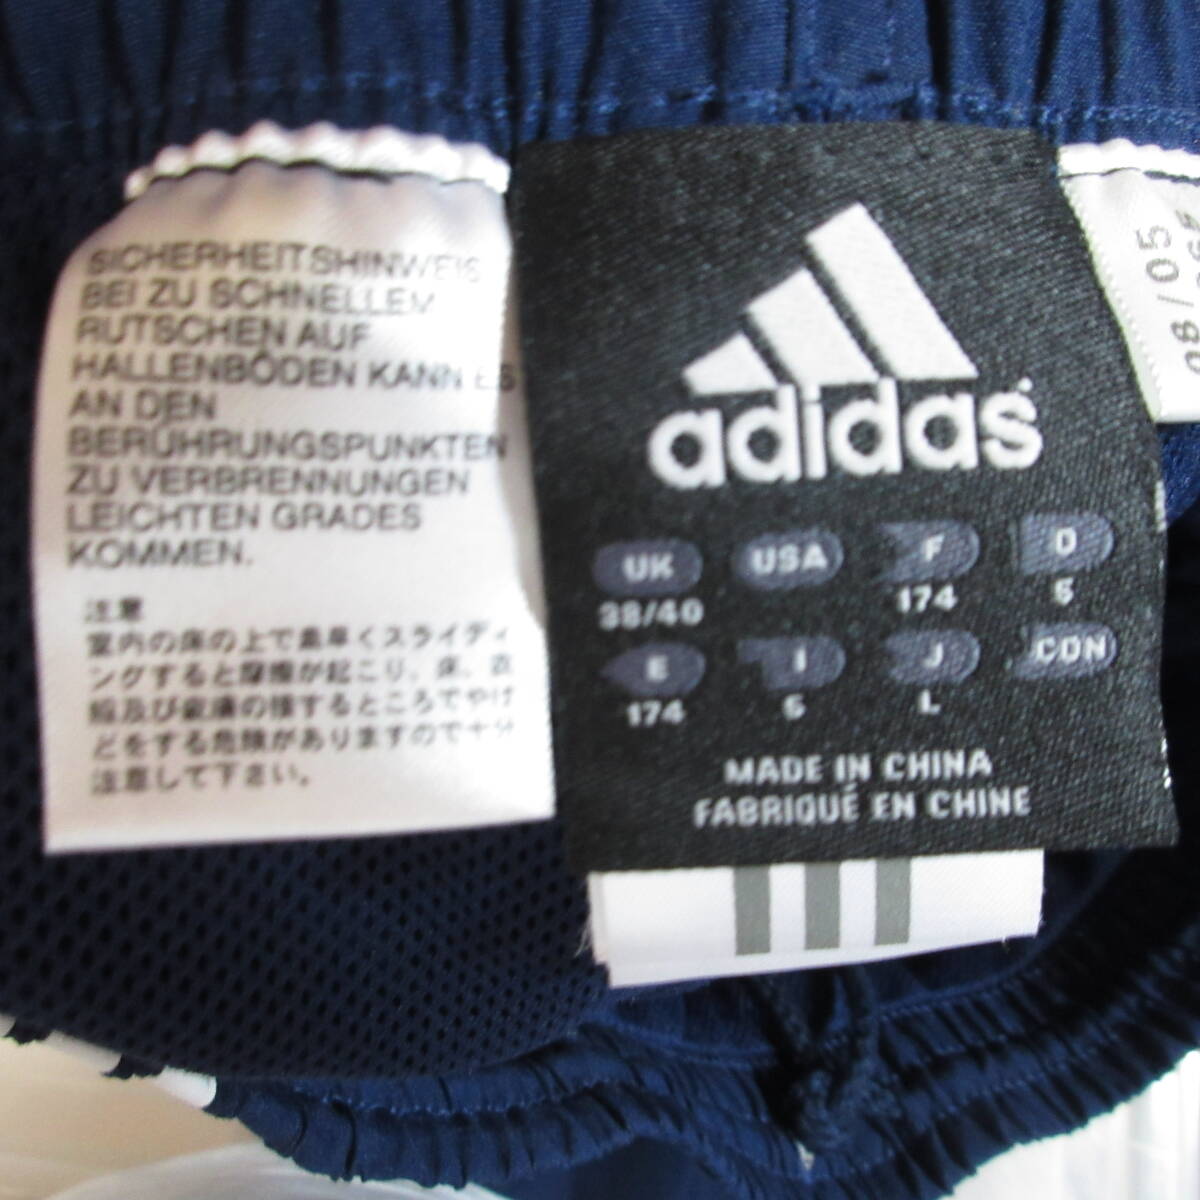 SICHERHEITSHINWEIS
BEI ZU SCHNELLEM
RUTSCHEN AUF
HALLENBÖDEN KANN ES
AN DEN
BERÜHRUNGSPUNKTEN
ZU VERBRENNUNGEN
LEICHTEN GRADES
KOMMEN.
注意
室内の床の上で素早くスライディ
ングすると摩擦が起こり、床、衣
服及び皮膚の接するところでやけ
どをする危険がありますので十分
注意して下さい。
adidas
UK USA F D
38/40 174 5
E I J CON
174 5 L
MADE IN CHINA
FABRIQUÉ EN CHINE
08/05